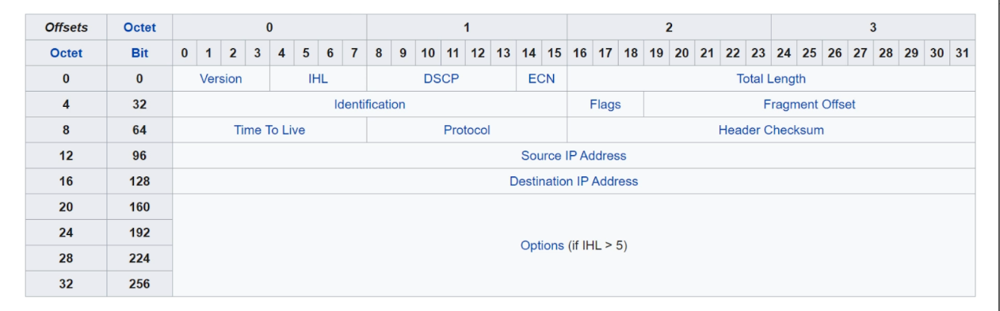 Offsets Octet 0 1 2 3
Octet Bit 0 1 2 3 4 5 6 7 8 9 10 11 12 13 14 15 16 17 18 19 20 21 22 23 24 25 26 27 28 29 30 31
0 0 Version IHL DSCP ECN Total Length
4 32 Identification Flags Fragment Offset
8 64 Time To Live Protocol Header Checksum
12 96 Source IP Address
16 128 Destination IP Address
20 160
24 192
Options (if IHL > 5)
28 224
32 256